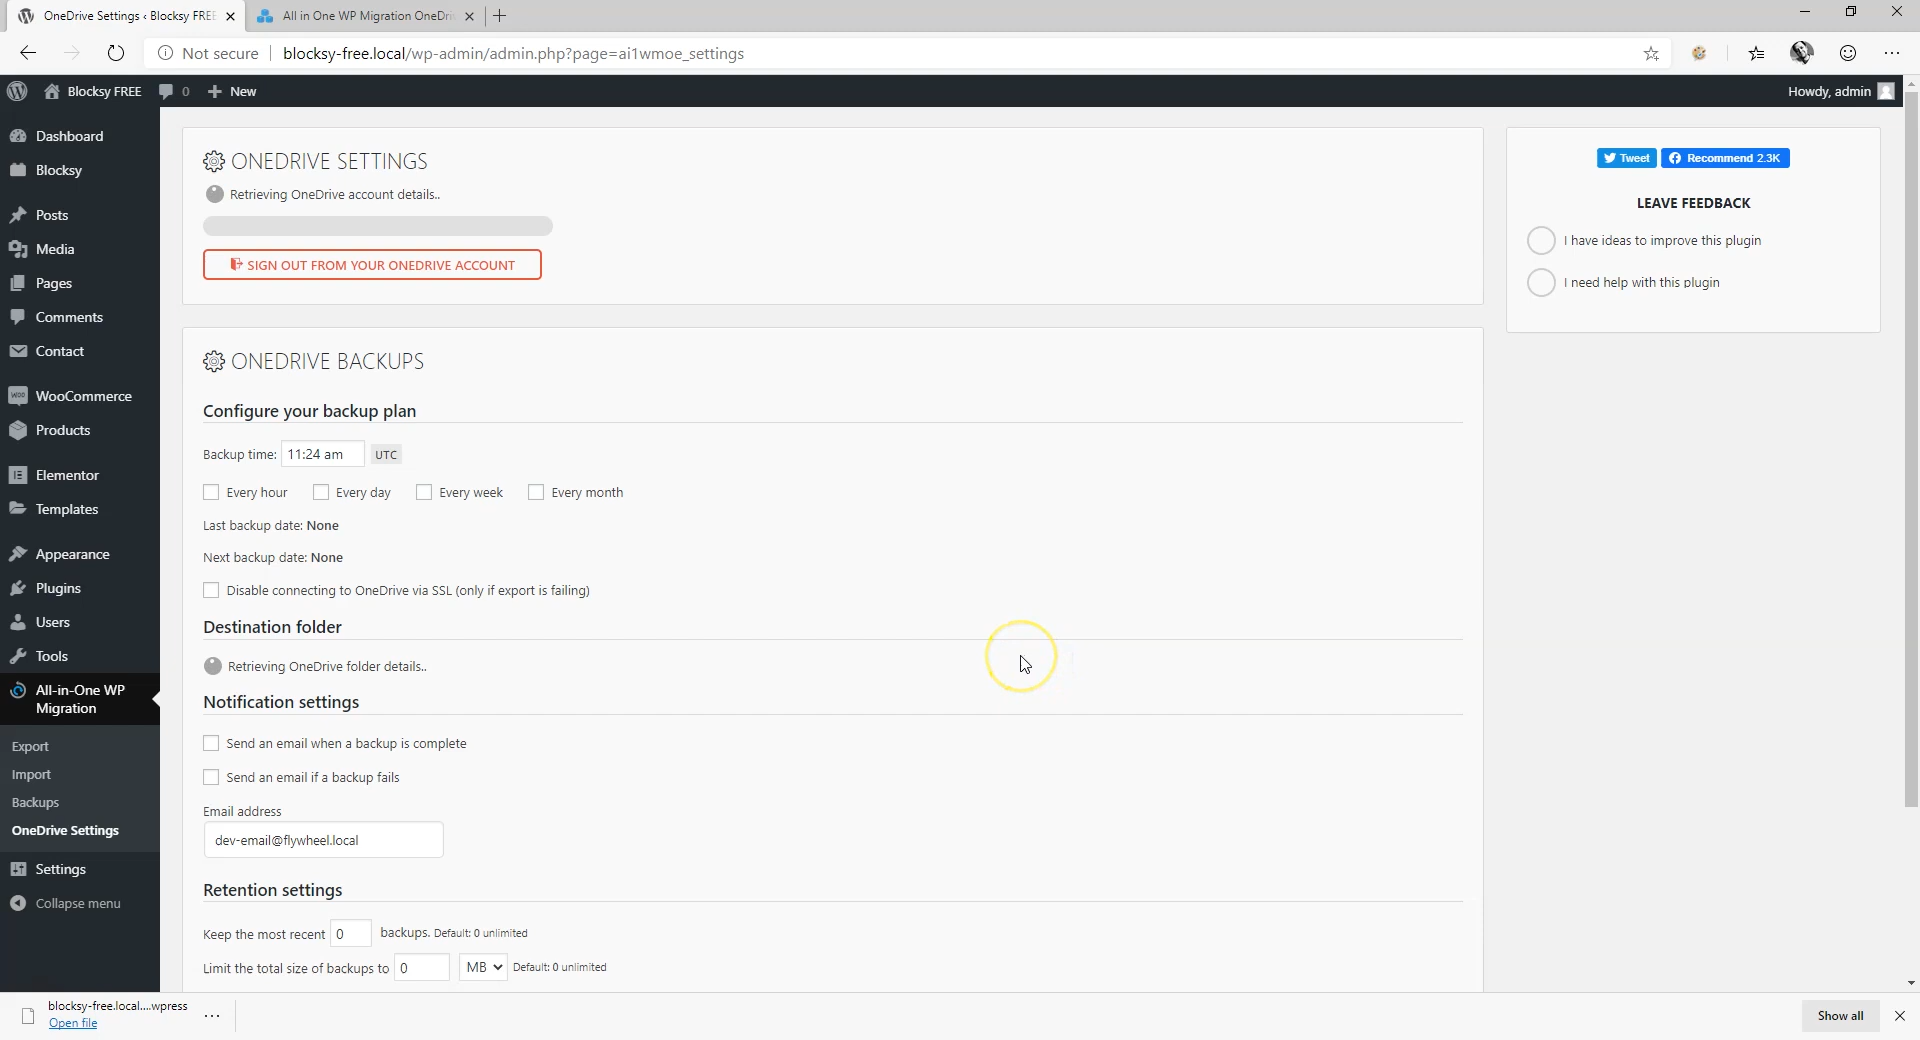 OneDrive Settings ‹ Blocksy FREE
All in One WP Migration OneDri
Not secure
blocksy-free.local/wp-admin/admin.php?page=ai1wmoe_settings
Blocksy FREE
0
New
Howdy, admin
Dashboard
Blocksy
Posts
Media
Pages
Comments
Contact
WooCommerce
Products
Elementor
Templates
Appearance
Plugins
Users
Tools
All-in-One WP
Migration
Export
Import
Backups
OneDrive Settings
Settings
Collapse menu
ONEDRIVE SETTINGS
Retrieving OneDrive account details..
SIGN OUT FROM YOUR ONEDRIVE ACCOUNT
ONEDRIVE BACKUPS
Configure your backup plan
Backup time: 11:24 am UTC
Every hour Every day Every week Every month
Last backup date: None
Next backup date: None
Disable connecting to OneDrive via SSL (only if export is failing)
Destination folder
Retrieving OneDrive folder details..
Notification settings
Send an email when a backup is complete
Send an email if a backup fails
Email address
dev-email@flywheel.local
Retention settings
Keep the most recent 0 backups. Default: 0 unlimited
Limit the total size of backups to 0 MB Default: 0 unlimited
Tweet
Recommend 2.3K
LEAVE FEEDBACK
I have ideas to improve this plugin
I need help with this plugin
blocksy-free.local....wpress
Open file
Show all